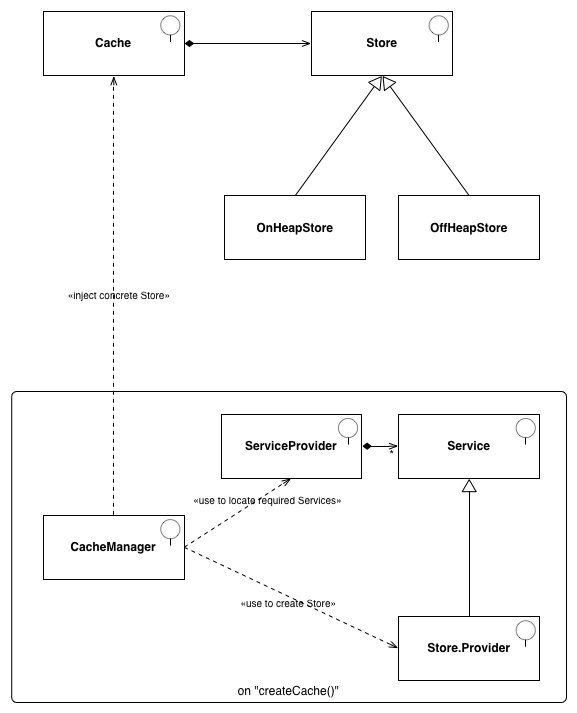 Cache
Store
OnHeapStore
OffHeapStore
«inject concrete Store»
ServiceProvider
*
Service
«use to locate required Services»
CacheManager
«use to create Store»
Store.Provider
on "createCache()"